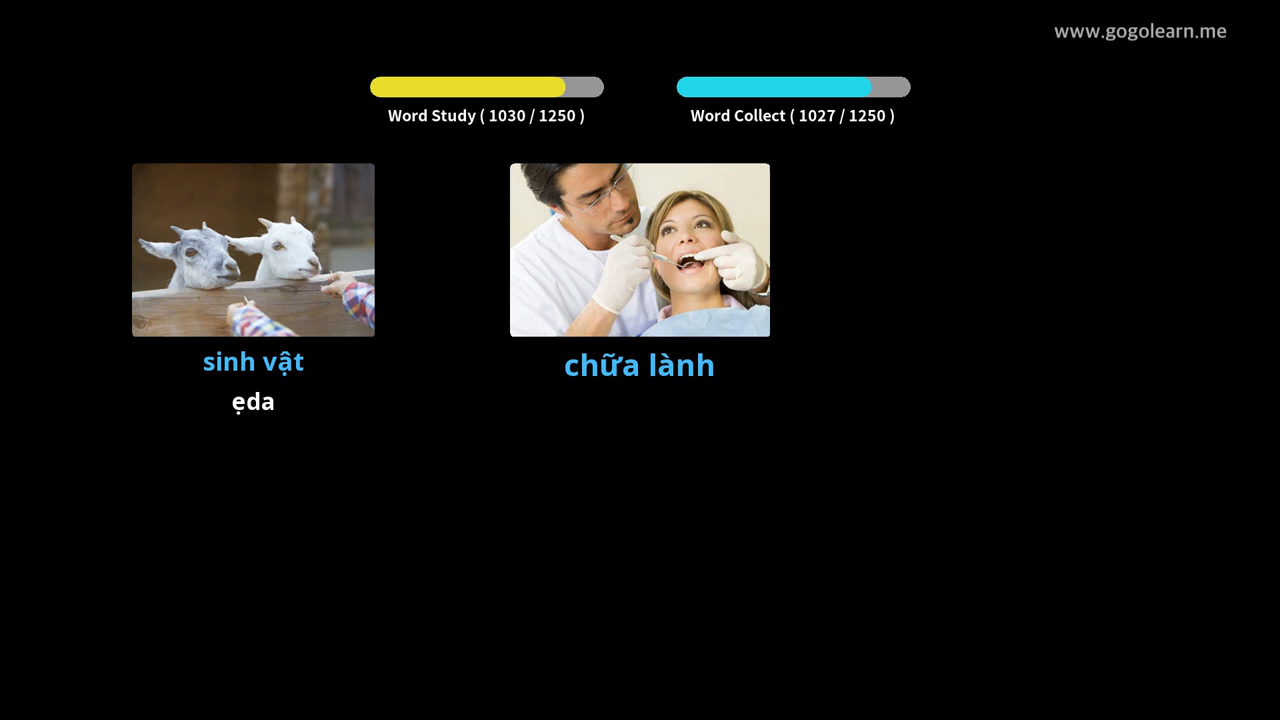 www.gogolearn.me
Word Study ( 1030 / 1250 )
Word Collect ( 1027 / 1250 )
sinh vật
ẹda
chữa lành